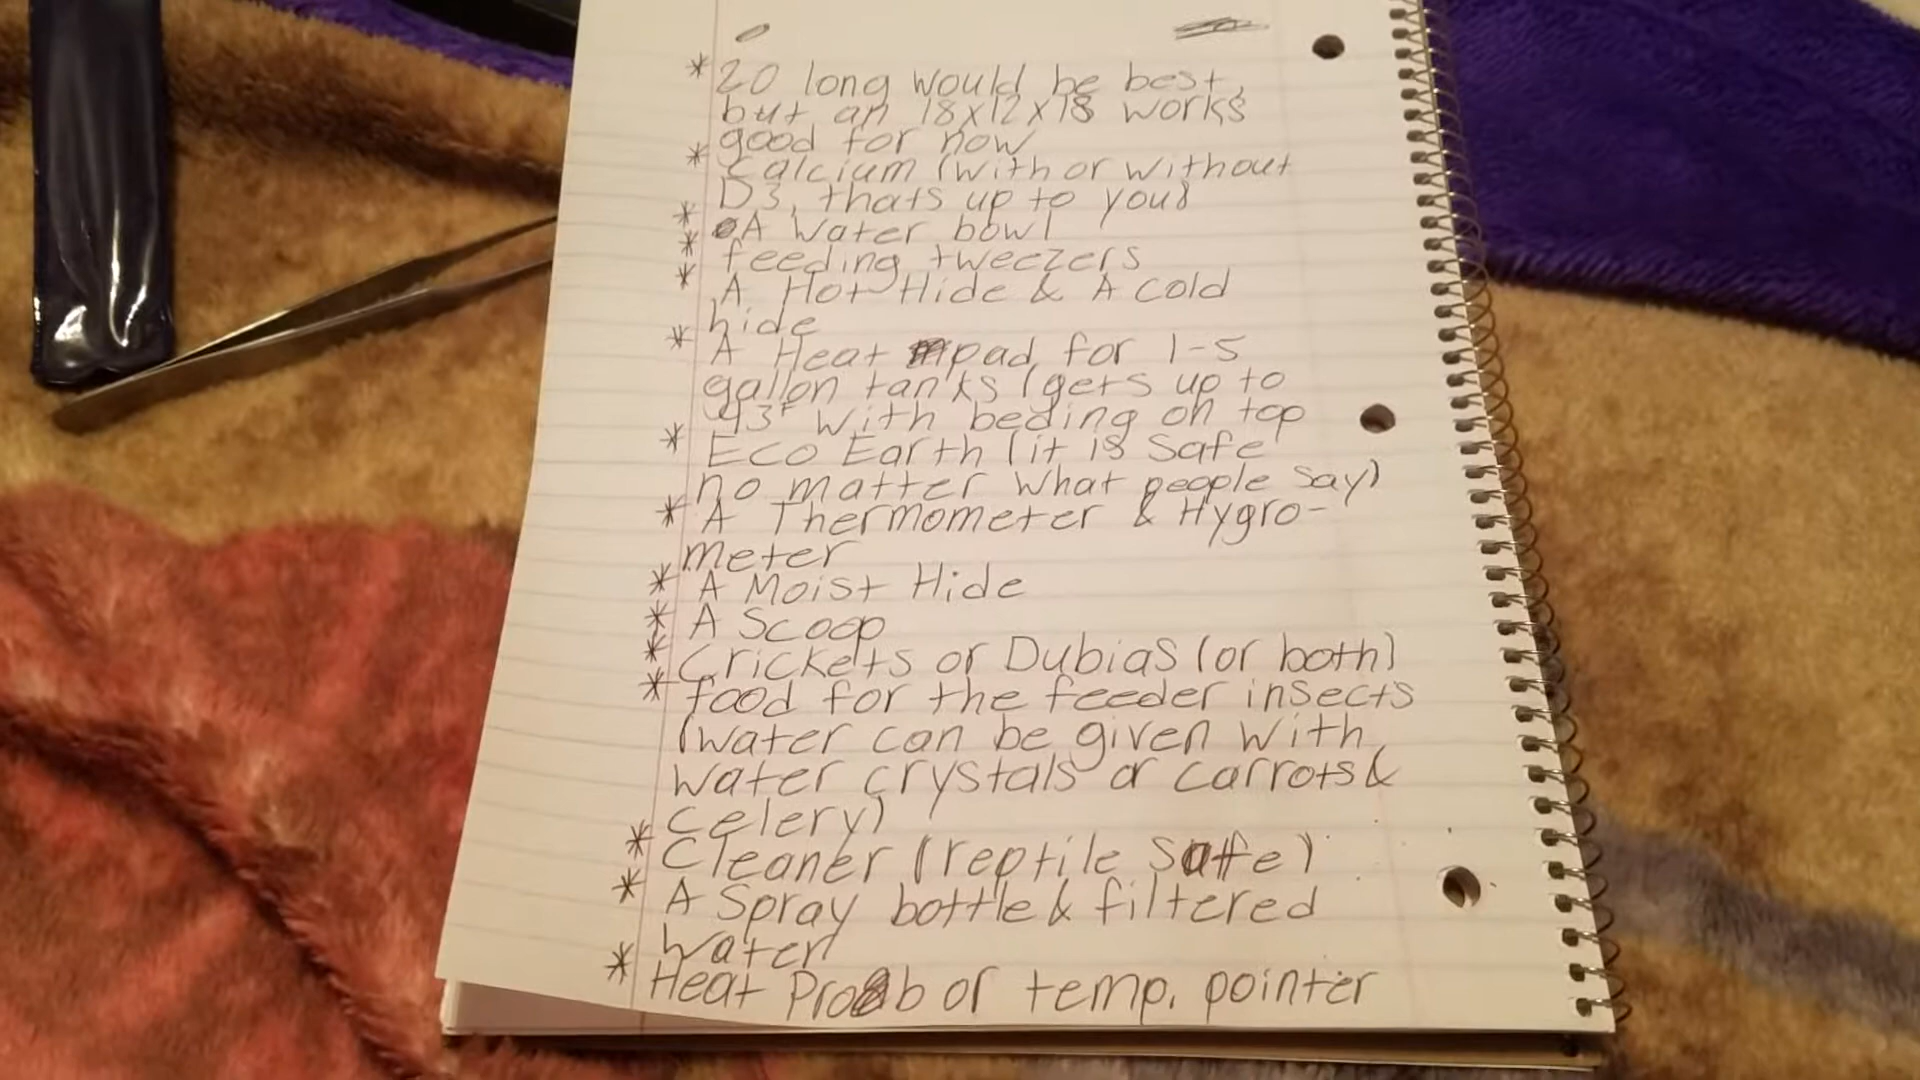 * 20 long would be best,
but an 18x12x18 works
good for now
* Calcium (with or without
D3, thats up to you)
* A Water bowl
* feeding tweezers
* A Hot Hide & A cold
hide
* A Heat pad, for 1-5
gallon tanks (gets up to
93° with beding on top
* Eco Earth (it is safe
no matter what people say)
* A Thermometer & Hygro-
meter
* A Moist Hide
* A Scoop
* Crickets or Dubias (or both)
* food for the feeder insects
(water can be given with
water crystals or carrots &
celery)
* Cleaner (reptile safe)
* A Spray bottle & filtered
water
* Heat Prob or temp. pointer